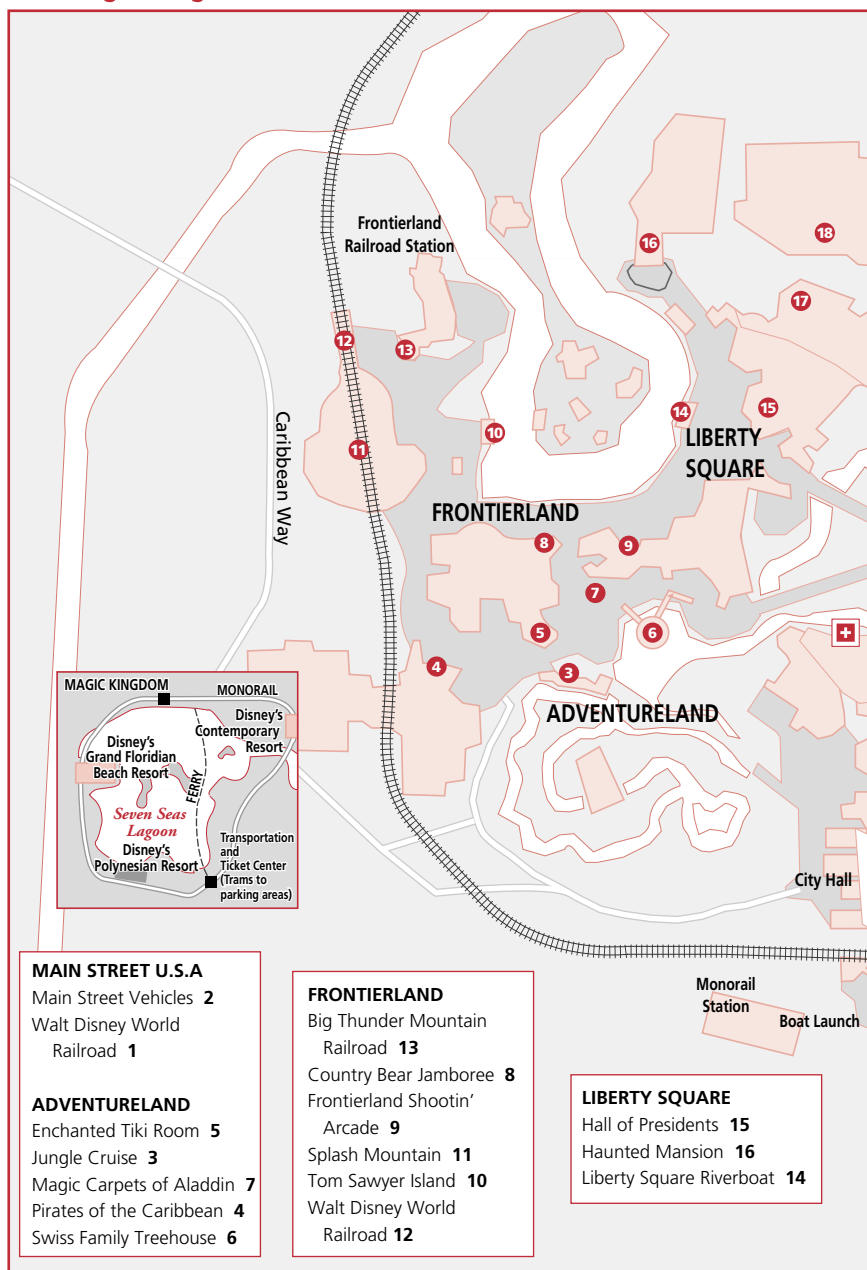 Frontierland
Railroad Station
16
18
17
12
13
14
15
10
11
Caribbean Way
LIBERTY
SQUARE
FRONTIERLAND
8
9
7
5
6
4
3
ADVENTURELAND
MAGIC KINGDOM
MONORAIL
Disney's
Contemporary
Resort
Disney's
Grand Floridian
Beach Resort
FERRY
Seven Seas
Lagoon
Disney's
Polynesian Resort
Transportation
and
Ticket Center
(Trams to
parking areas)
City Hall
Monorail
Station
Boat Launch
MAIN STREET U.S.A
Main Street Vehicles 2
Walt Disney World
Railroad 1
ADVENTURELAND
Enchanted Tiki Room 5
Jungle Cruise 3
Magic Carpets of Aladdin 7
Pirates of the Caribbean 4
Swiss Family Treehouse 6
FRONTIERLAND
Big Thunder Mountain
Railroad 13
Country Bear Jamboree 8
Frontierland Shootin'
Arcade 9
Splash Mountain 11
Tom Sawyer Island 10
Walt Disney World
Railroad 12
LIBERTY SQUARE
Hall of Presidents 15
Haunted Mansion 16
Liberty Square Riverboat 14